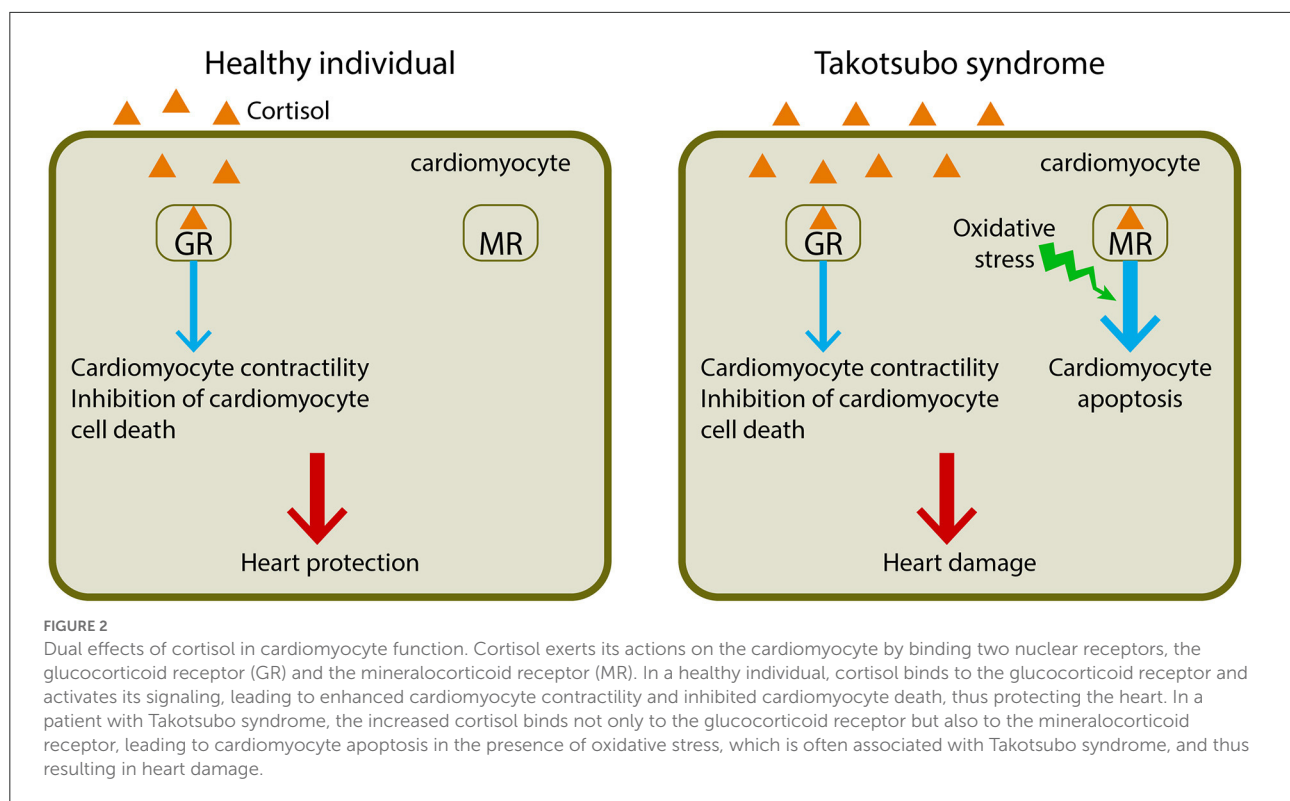 Healthy individual
Cortisol
cardiomyocyte
GR
MR
Cardiomyocyte contractility
Inhibition of cardiomyocyte
cell death
Heart protection
Takotsubo syndrome
cardiomyocyte
Oxidative
stress
GR
MR
Cardiomyocyte contractility
Inhibition of cardiomyocyte
cell death
Cardiomyocyte
apoptosis
Heart damage
FIGURE 2
Dual effects of cortisol in cardiomyocyte function. Cortisol exerts its actions on the cardiomyocyte by binding two nuclear receptors, the
glucocorticoid receptor (GR) and the mineralocorticoid receptor (MR). In a healthy individual, cortisol binds to the glucocorticoid receptor and
activates its signaling, leading to enhanced cardiomyocyte contractility and inhibited cardiomyocyte death, thus protecting the heart. In a
patient with Takotsubo syndrome, the increased cortisol binds not only to the glucocorticoid receptor but also to the mineralocorticoid
receptor, leading to cardiomyocyte apoptosis in the presence of oxidative stress, which is often associated with Takotsubo syndrome, and thus
resulting in heart damage.